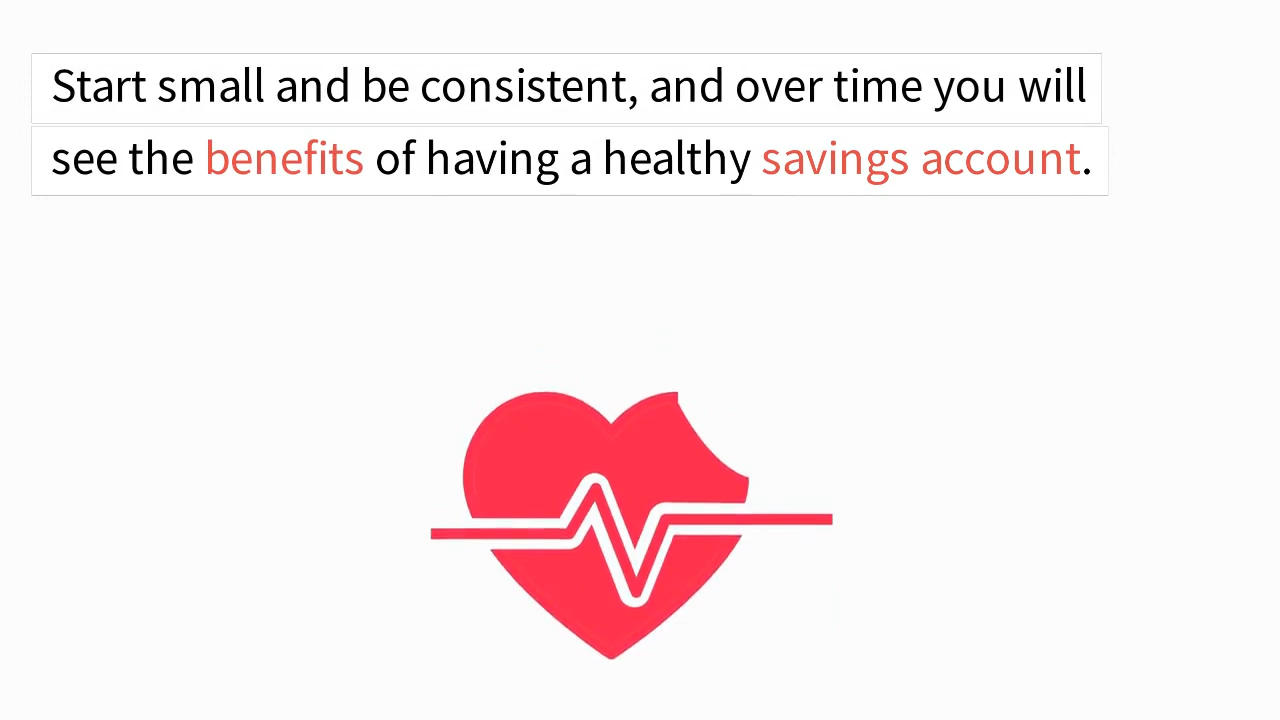 Start small and be consistent, and over time you will
see the benefits of having a healthy savings account.